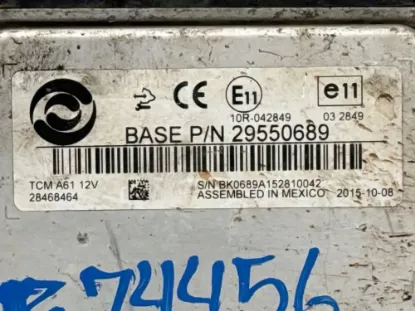 CE E11 e11
10R-042849 03 2849
BASE P/N 29550689
TCM A61 12V S/N BK0689A152810042 2015-10-08
28468464 ASSEMBLED IN MEXICO
74456